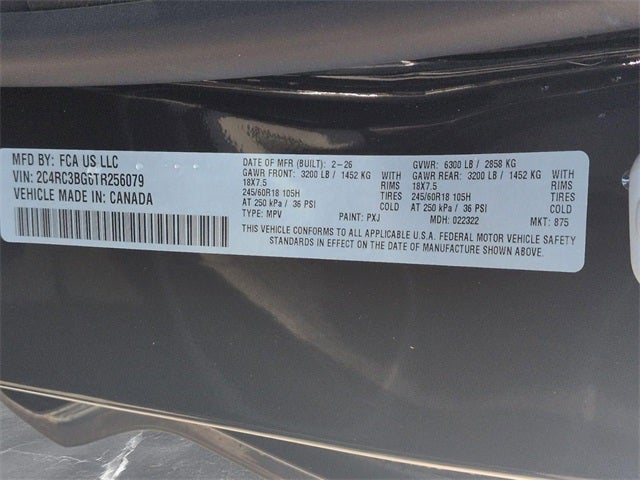 MFD BY: FCA US LLC
VIN: 2C4RC3BG6TR256079
VEHICLE MADE IN: CANADA
DATE OF MFR (BUILT): 2-26 GVWR: 6300 LB / 2858 KG
GAWR FRONT: 3200 LB / 1452 KG WITH GAWR REAR: 3200 LB / 1452 KG WITH
18X7.5 RIMS 18X7.5 RIMS
245/60R18 105H TIRES 245/60R18 105H TIRES
AT 250 kPa / 36 PSI COLD AT 250 kPa / 36 PSI COLD
TYPE: MPV PAINT: PXJ MDH: 022322 MKT: 875
THIS VEHICLE CONFORMS TO ALL APPLICABLE U.S.A. FEDERAL MOTOR VEHICLE SAFETY
STANDARDS IN EFFECT ON THE DATE OF MANUFACTURE SHOWN ABOVE.